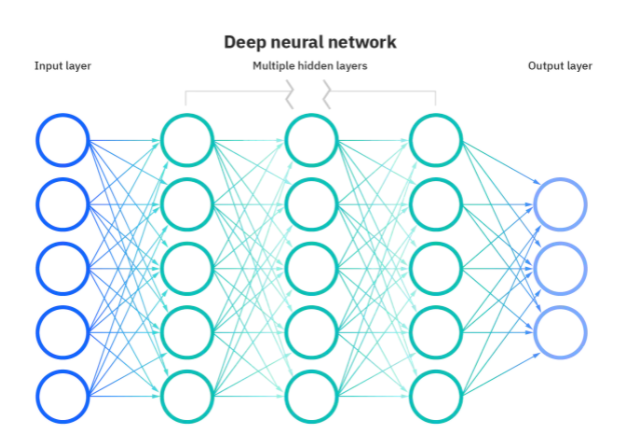 Deep neural network
Input layer
Multiple hidden layers
Output layer